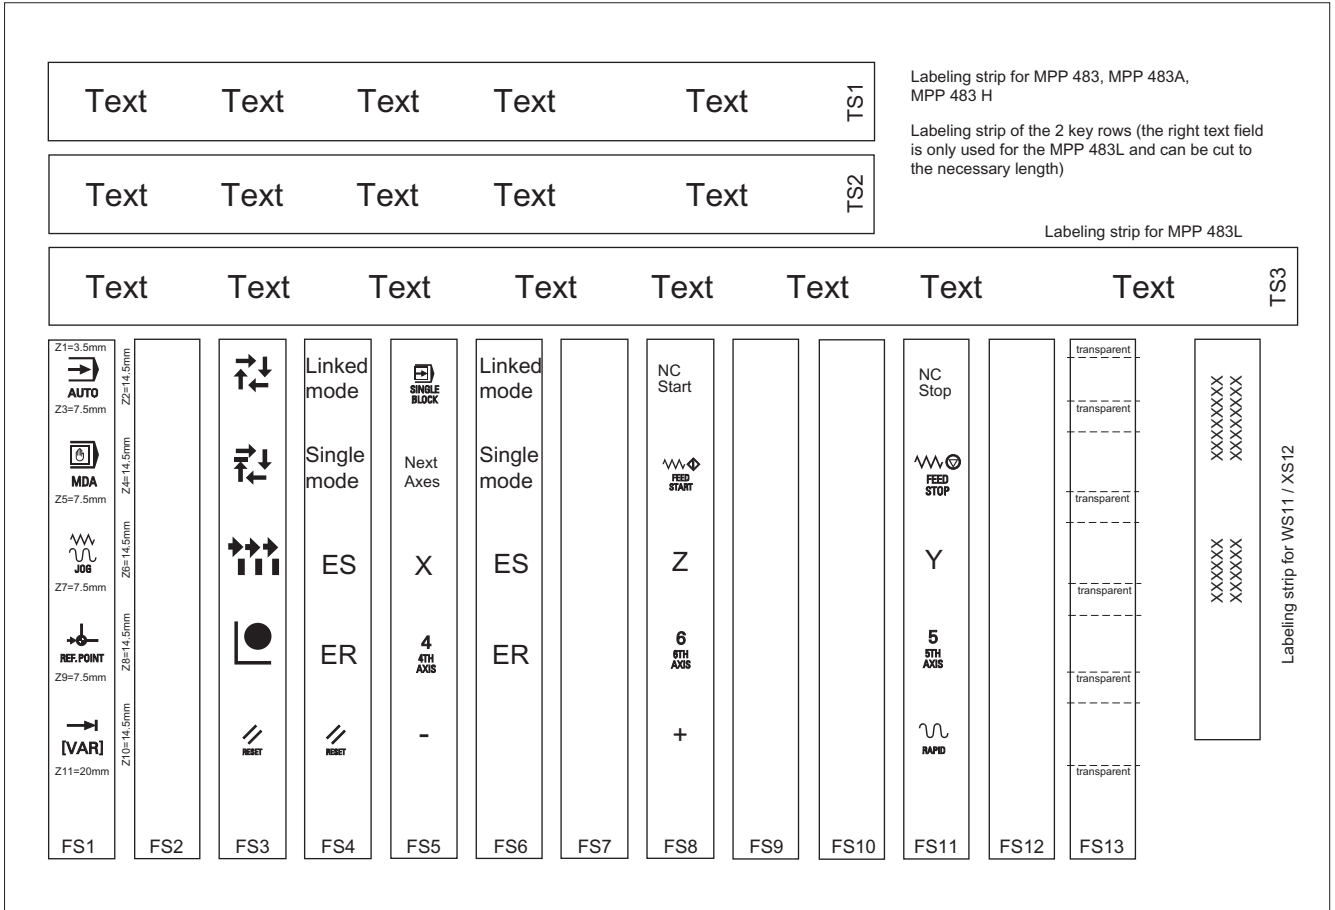 Text Text Text Text Text TS1
Labeling strip for MPP 483, MPP 483A,
MPP 483 H
Labeling strip of the 2 key rows (the right text field
is only used for the MPP 483L and can be cut to
the necessary length)
Text Text Text Text Text TS2
Labeling strip for MPP 483L
Text Text Text Text Text Text Text Text TS3
Z1=3.5mm
AUTO
Z2=14.5mm
Z3=7.5mm
MDA
Z4=14.5mm
Z5=7.5mm
JOG
Z6=14.5mm
Z7=7.5mm
REF.POINT
Z8=14.5mm
Z9=7.5mm
[VAR]
Z10=14.5mm
Z11=20mm
FS1
FS2
RESET
FS3
Linked
mode
Single
mode
ES
ER
RESET
FS4
SINGLE
BLOCK
Next
Axes
X
4
4TH
AXIS
-
FS5
Linked
mode
Single
mode
ES
ER
FS6
FS7
NC
Start
FEED
START
Z
6
6TH
AXIS
+
FS8
FS9
FS10
NC
Stop
FEED
STOP
Y
5
5TH
AXIS
RAPID
FS11
FS12
transparent
transparent
transparent
transparent
transparent
transparent
FS13
XXXXXXX
XXXXXXX
XXXXXX
XXXXXX
Labeling strip for WS11 / XS12